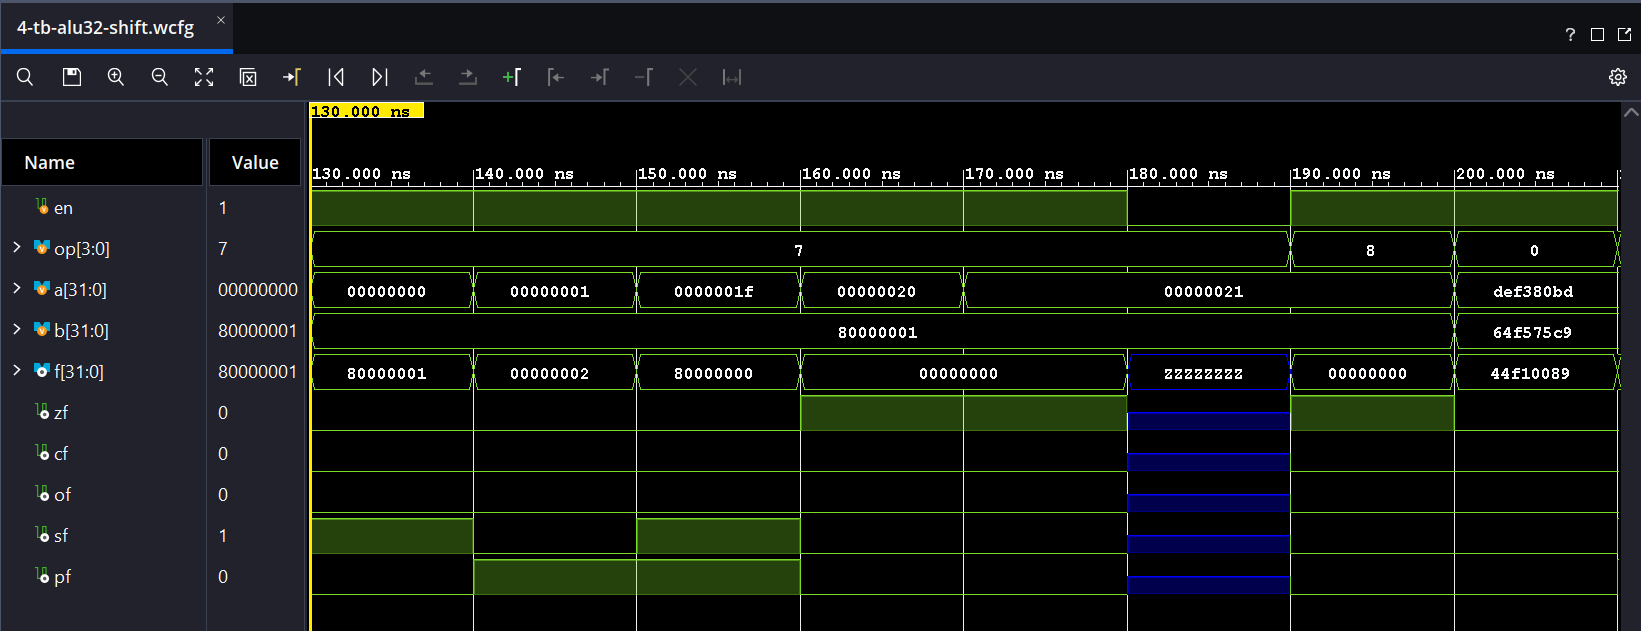 4-tb-alu32-shift.wcfg
130.000 ns
Name Value
130.000 ns 140.000 ns 150.000 ns 160.000 ns 170.000 ns 180.000 ns 190.000 ns 200.000 ns
en 1
op[3:0] 7 7 8 0
a[31:0] 00000000 00000000 00000001 0000001f 00000020 00000021 def380bd
b[31:0] 80000001 80000001 64f575c9
f[31:0] 80000001 80000001 00000002 80000000 00000000 ZZZZZZZZ 00000000 44f10089
zf 0
cf 0
of 0
sf 1
pf 0